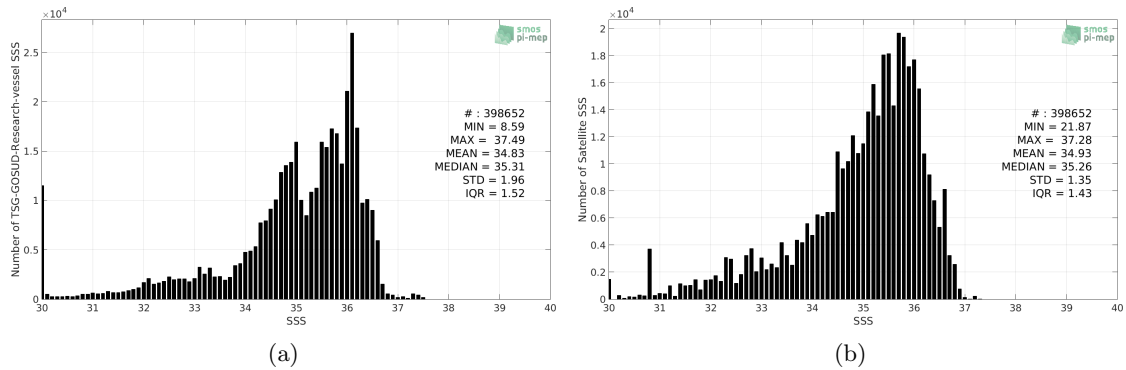 ×10⁴
smos
pi-mep
Number of TSG-GOSUD-Research-vessel SSS
2.5
2
1.5
1
0.5
0
# : 398652
MIN = 8.59
MAX = 37.49
MEAN = 34.83
MEDIAN = 35.31
STD = 1.96
IQR = 1.52
30 31 32 33 34 35 36 37 38 39 40
SSS
(a)
×10⁴
smos
pi-mep
Number of Satellite SSS
2
1.8
1.6
1.4
1.2
1
0.8
0.6
0.4
0.2
0
# : 398652
MIN = 21.87
MAX = 37.28
MEAN = 34.93
MEDIAN = 35.26
STD = 1.35
IQR = 1.43
30 31 32 33 34 35 36 37 38 39 40
SSS
(b)